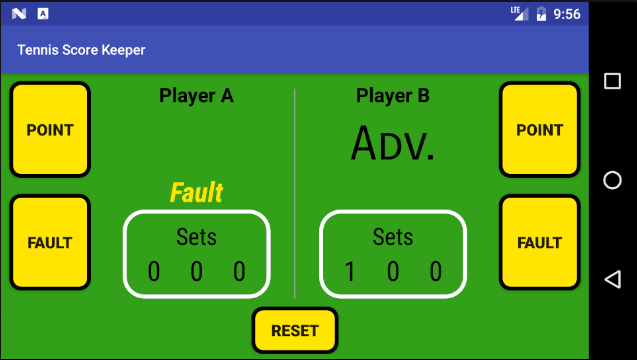 LTE 9:56
Tennis Score Keeper
Player A
Player B
POINT
Adv.
POINT
Fault
FAULT
Sets
0 0 0
Sets
1 0 0
FAULT
RESET